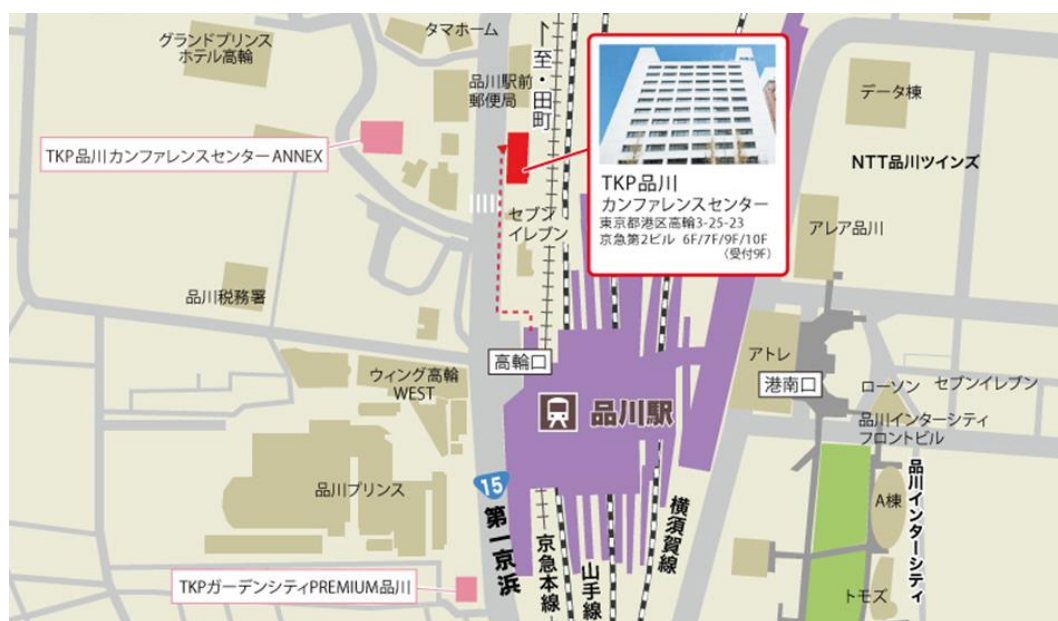 グランドプリンス
ホテル高輪
タマホーム
至・田町
品川駅前
郵便局
データ棟
TKP品川カンファレンスセンターANNEX
NTT品川ツインズ
TKP品川
カンファレンスセンター
東京都港区高輪3-25-23
京急第2ビル 6F/7F/9F/10F
(受付9F)
セブン
イレブン
アレア品川
品川税務署
高輪口
アトレ
ウィング高輪
WEST
港南口
ローソン
セブンイレブン
品川駅
品川インターシティ
フロントビル
品川プリンス
15
第一京浜
横須賀線
A棟
品川インターシティ
京急本線
山手線
TKPガーデンシティPREMIUM品川
トモズ